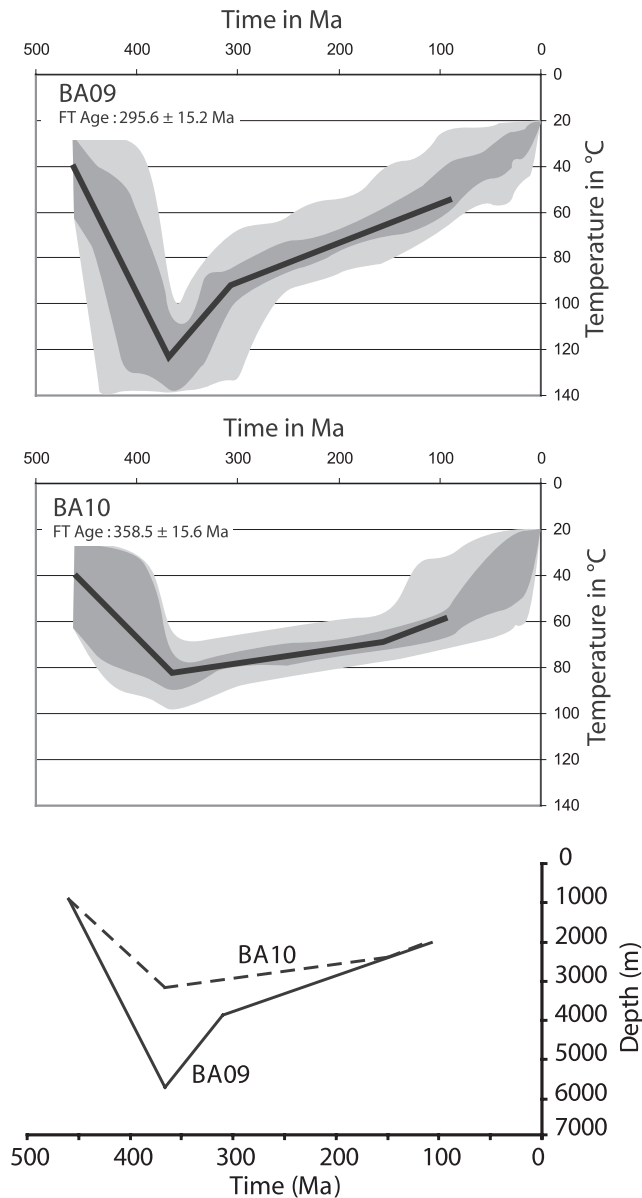 Time in Ma
500 400 300 200 100 0
BA09
FT Age : 295.6 ± 15.2 Ma
0
20
40
60
80
100
120
140
Temperature in °C
Time in Ma
500 400 300 200 100 0
BA10
FT Age : 358.5 ± 15.6 Ma
0
20
40
60
80
100
120
140
Temperature in °C
BA10
BA09
0
1000
2000
3000
4000
5000
6000
7000
Depth (m)
500 400 300 200 100 0
Time (Ma)